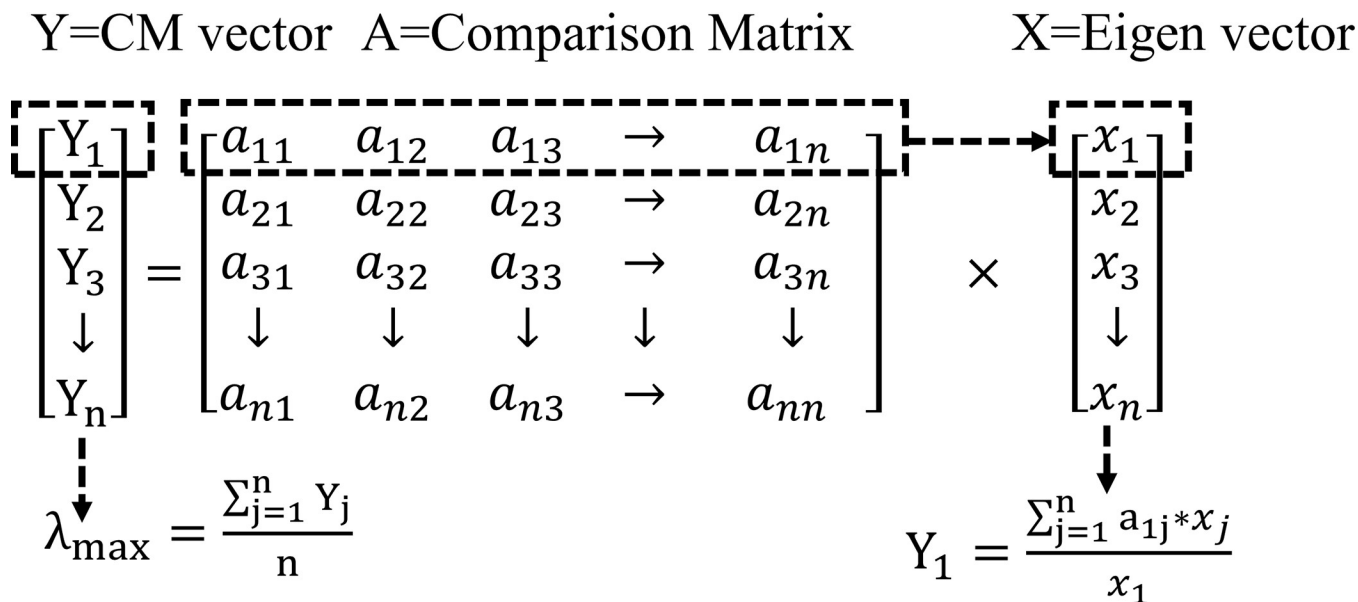 Y=CM vector A=Comparison Matrix X=Eigen vector
Y₁ a₁₁ a₁₂ a₁₃ → a₁ₙ x₁
Y₂ a₂₁ a₂₂ a₂₃ → a₂ₙ x₂
Y₃ = a₃₁ a₃₂ a₃₃ → a₃ₙ × x₃
↓ ↓ ↓ ↓ ↓ ↓ ↓
Yₙ aₙ₁ aₙ₂ aₙ₃ → aₙₙ xₙ
λmax = ∑ⁿⱼ₌₁ Yⱼ / n
Y₁ = ∑ⁿⱼ₌₁ a₁ⱼ*xⱼ / x₁